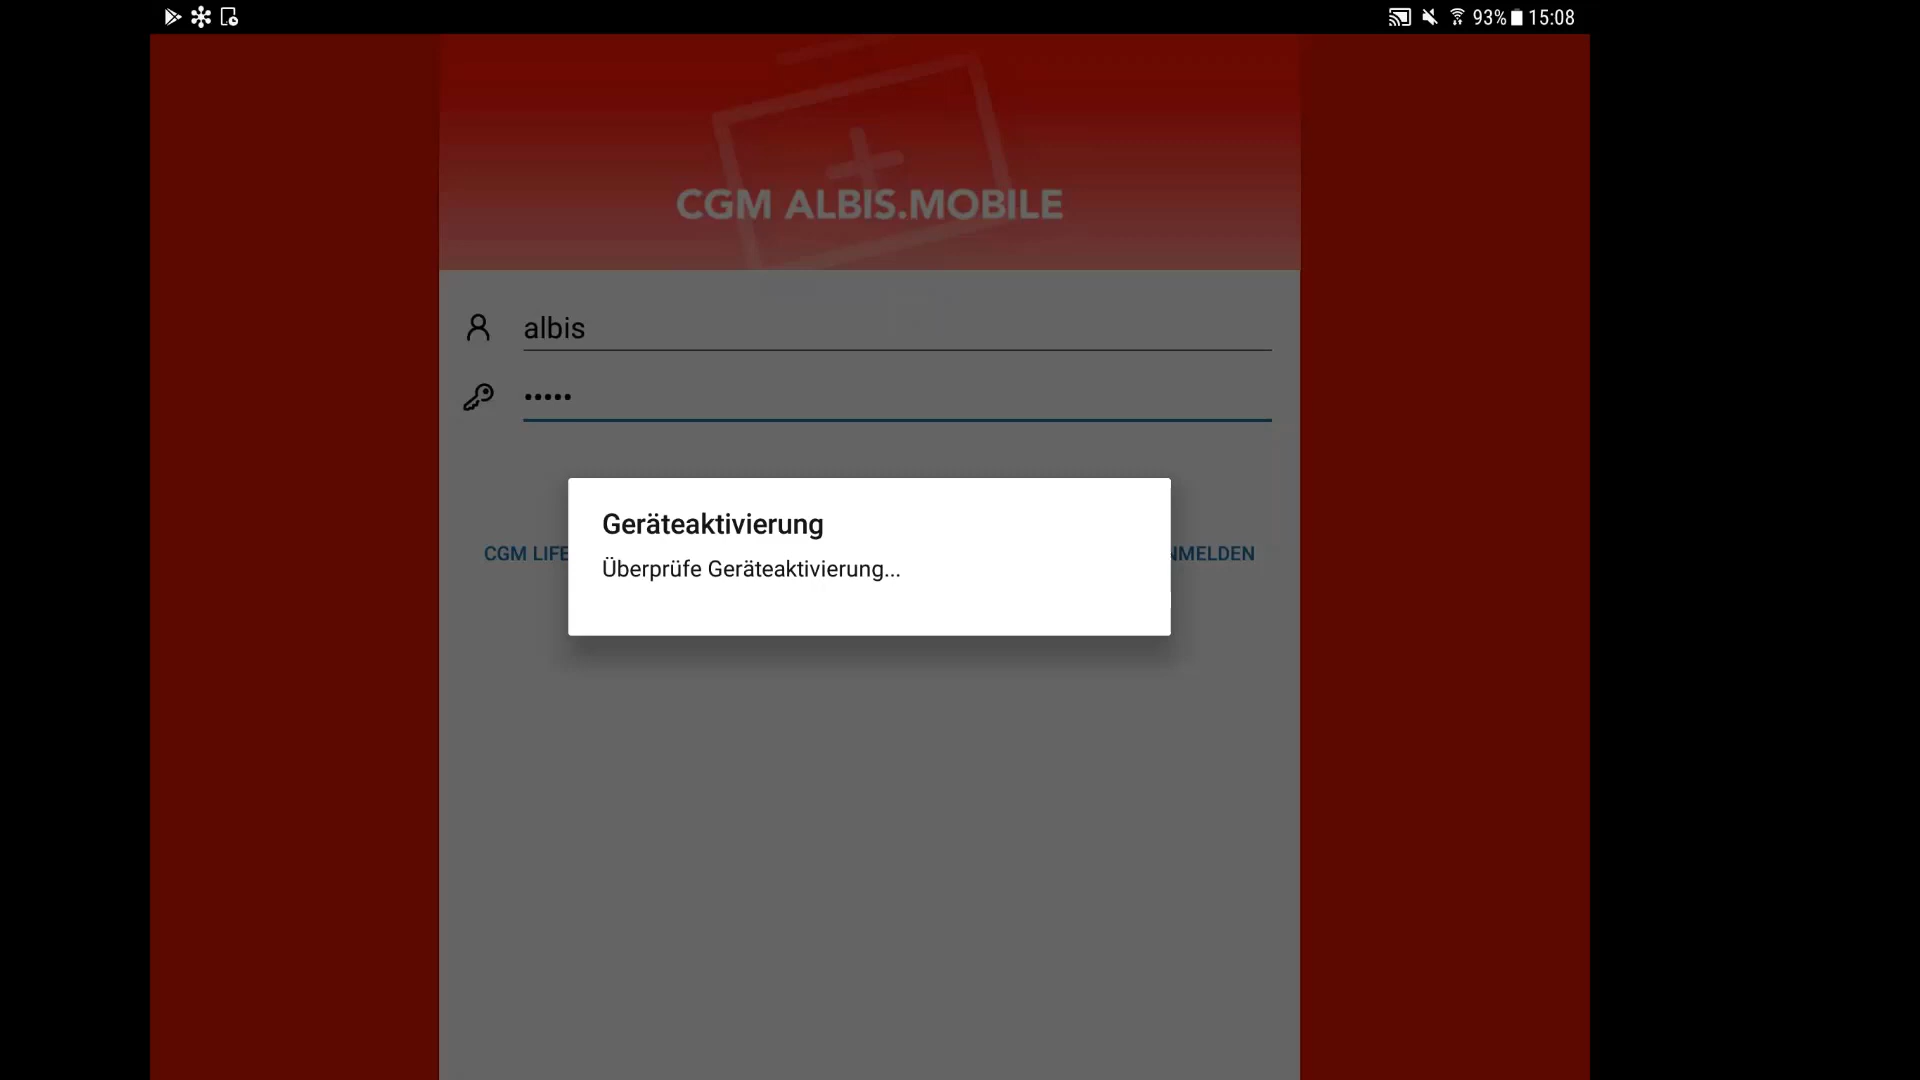 93% 15:08
CGM ALBIS.MOBILE
albis
•••••
Geräteaktivierung
CGM LIFE
NMELDEN
Überprüfe Geräteaktivierung...